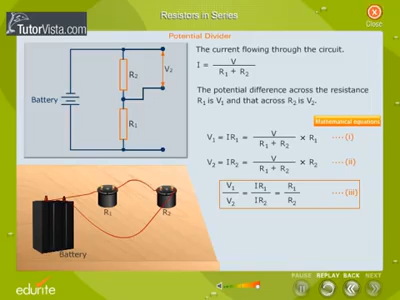 Resistors in Series
Close
TutorVista.com
Potential Divider
R₂
V₂
Battery
R₁
The current flowing through the circuit.
I = V / (R₁ + R₂)
The potential difference across the resistance
R₁ is V₁ and that across R₂ is V₂.
Mathematical equations
V₁ = IR₁ = V / (R₁ + R₂) × R₁ ····(i)
V₂ = IR₂ = V / (R₁ + R₂) × R₂ ····(ii)
V₁ / V₂ = IR₁ / IR₂ = R₁ / R₂ ····(iii)
R₁
R₂
Battery
edurite
PAUSE REPLAY BACK NEXT